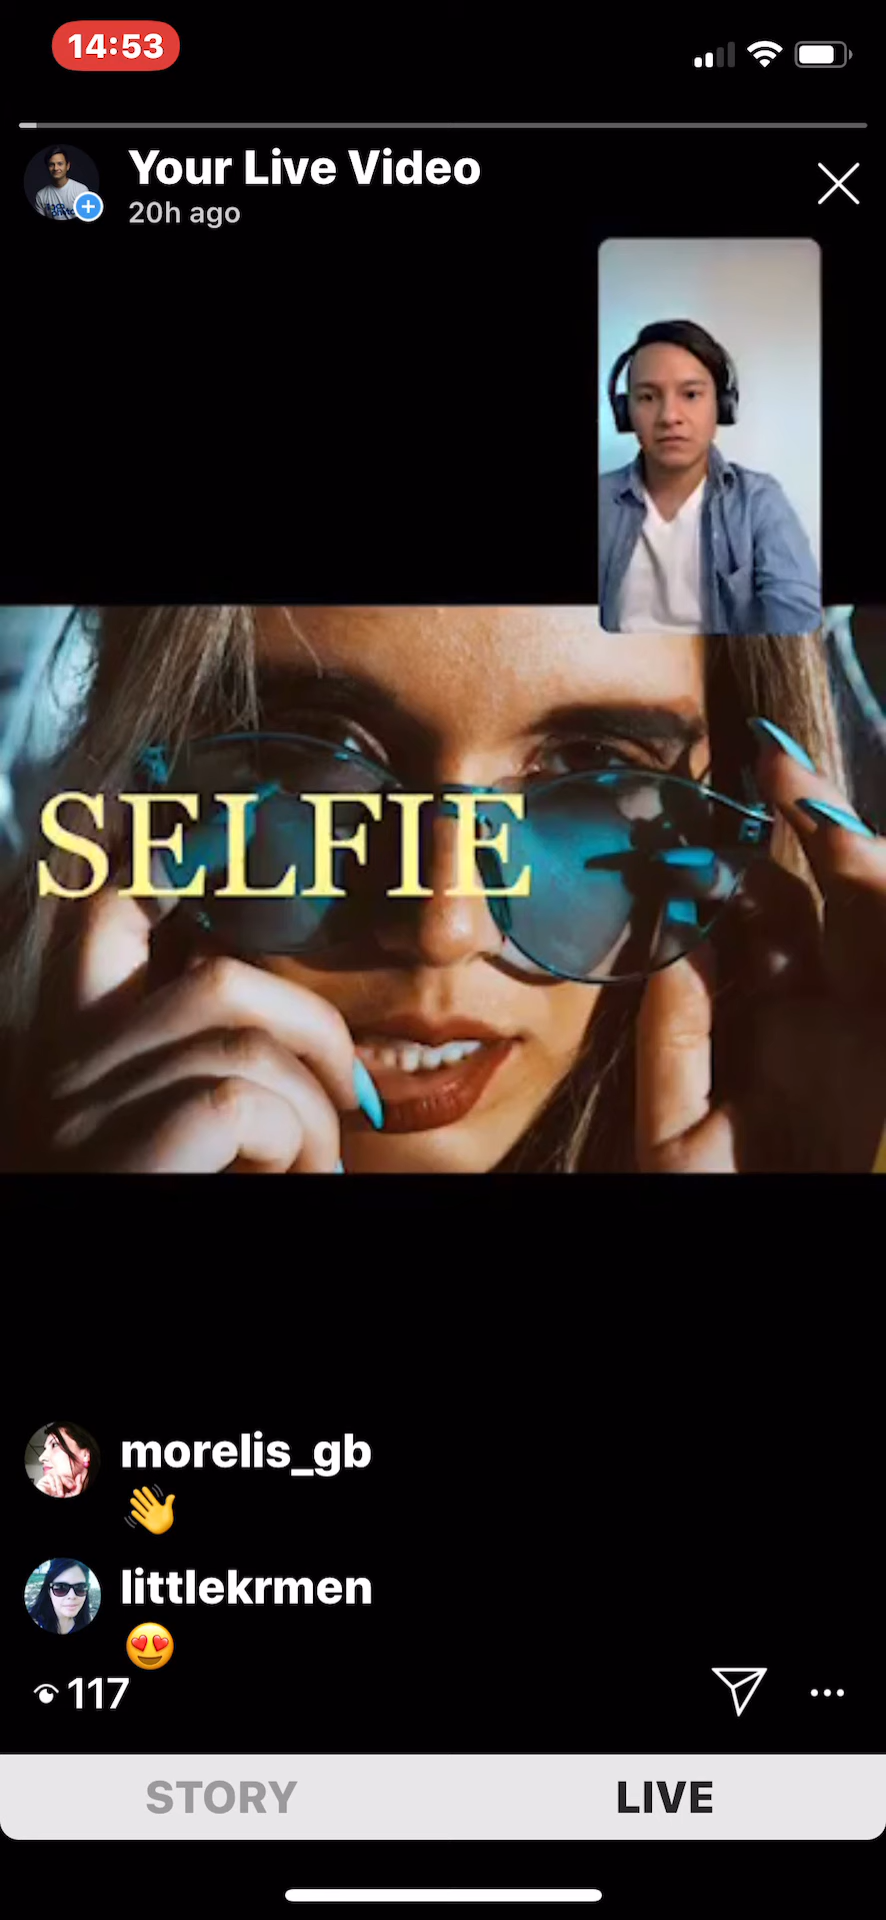 14:53
Your Live Video
20h ago
SELFIE
morelis_gb
👋
littlekrmen
😍
117
STORY
LIVE